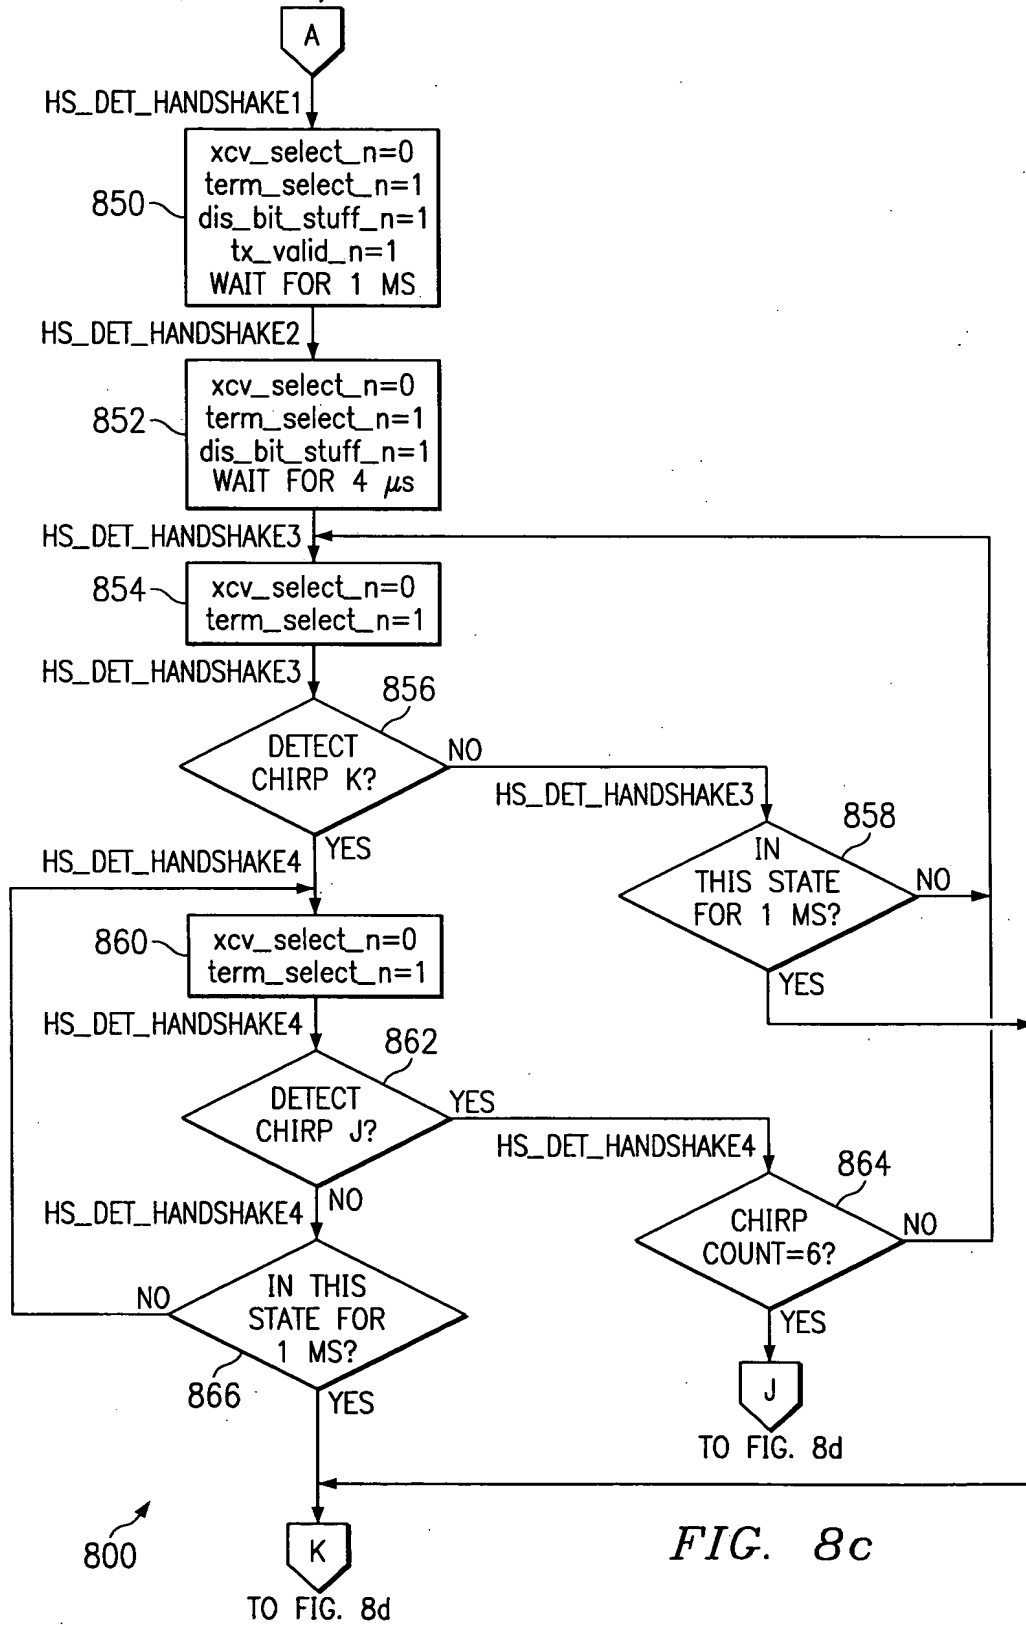 A
HS_DET_HANDSHAKE1
850
xcv_select_n=0
term_select_n=1
dis_bit_stuff_n=1
tx_valid_n=1
WAIT FOR 1 MS
HS_DET_HANDSHAKE2
852
xcv_select_n=0
term_select_n=1
dis_bit_stuff_n=1
WAIT FOR 4 μs
HS_DET_HANDSHAKE3
854
xcv_select_n=0
term_select_n=1
HS_DET_HANDSHAKE3
856
DETECT
CHIRP K?
NO
HS_DET_HANDSHAKE3
858
IN
THIS STATE
FOR 1 MS?
NO
YES
YES
HS_DET_HANDSHAKE4
860
xcv_select_n=0
term_select_n=1
HS_DET_HANDSHAKE4
862
DETECT
CHIRP J?
YES
HS_DET_HANDSHAKE4
864
CHIRP
COUNT=6?
NO
YES
J
TO FIG. 8d
NO
HS_DET_HANDSHAKE4
IN THIS
STATE FOR
1 MS?
NO
866
YES
800
K
TO FIG. 8d
FIG. 8c